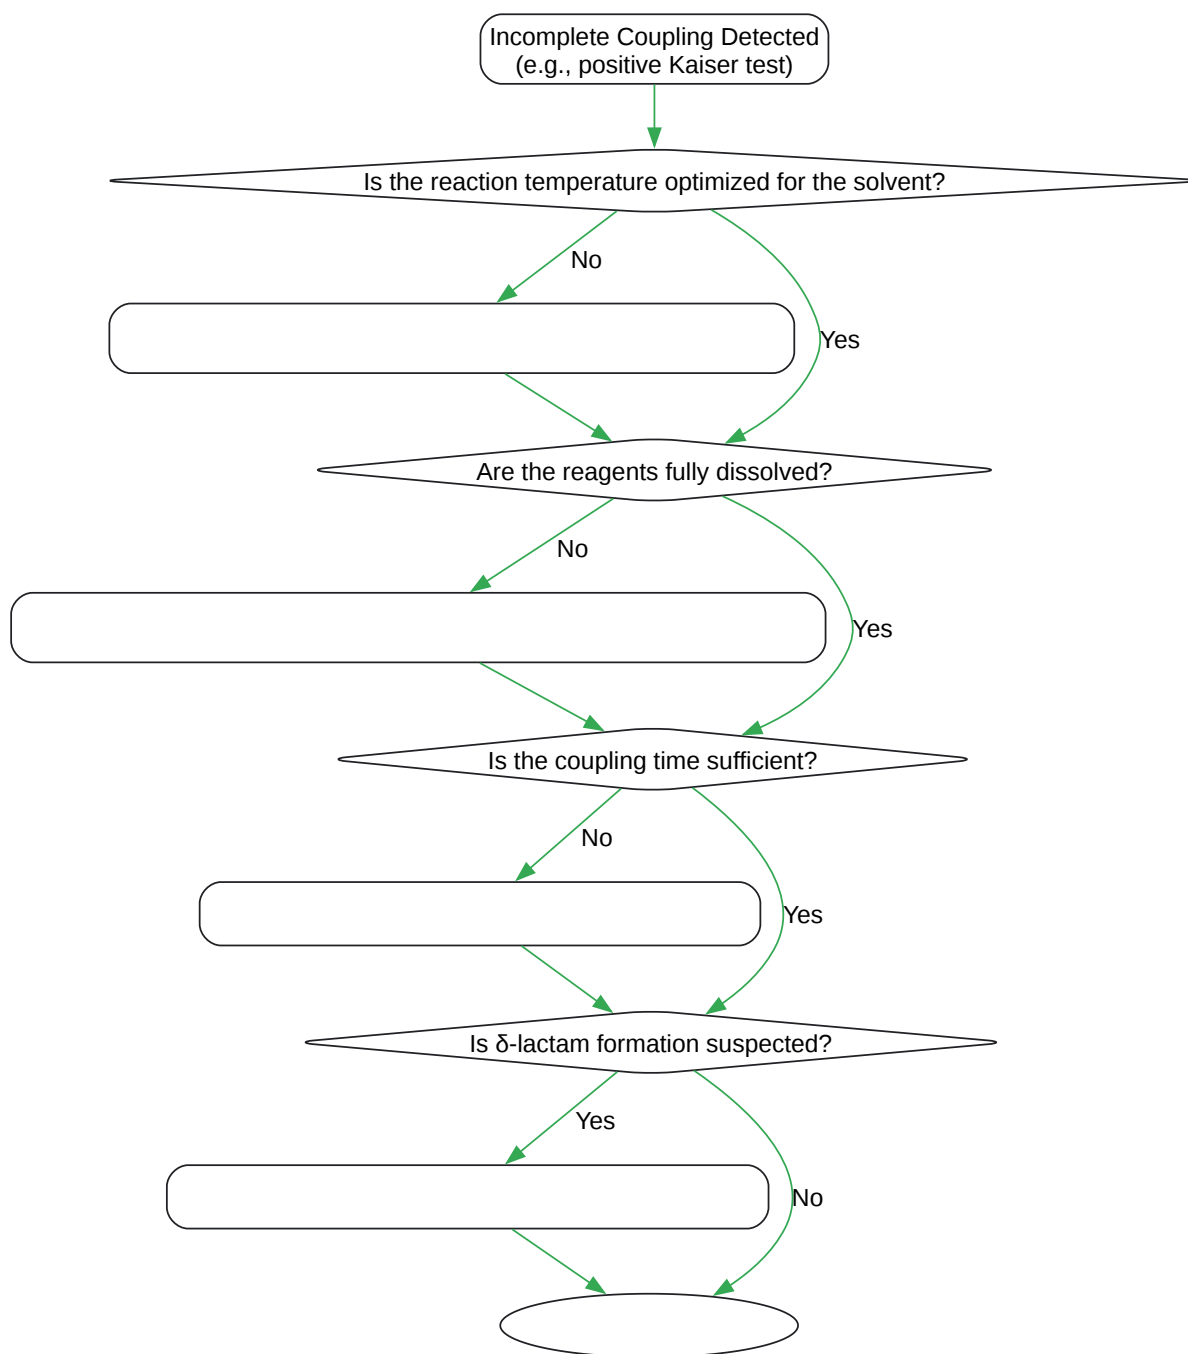 Incomplete Coupling Detected
(e.g., positive Kaiser test)
Is the reaction temperature optimized for the solvent?
No
Yes
Are the reagents fully dissolved?
No
Yes
Is the coupling time sufficient?
No
Yes
Is δ-lactam formation suspected?
Yes
No